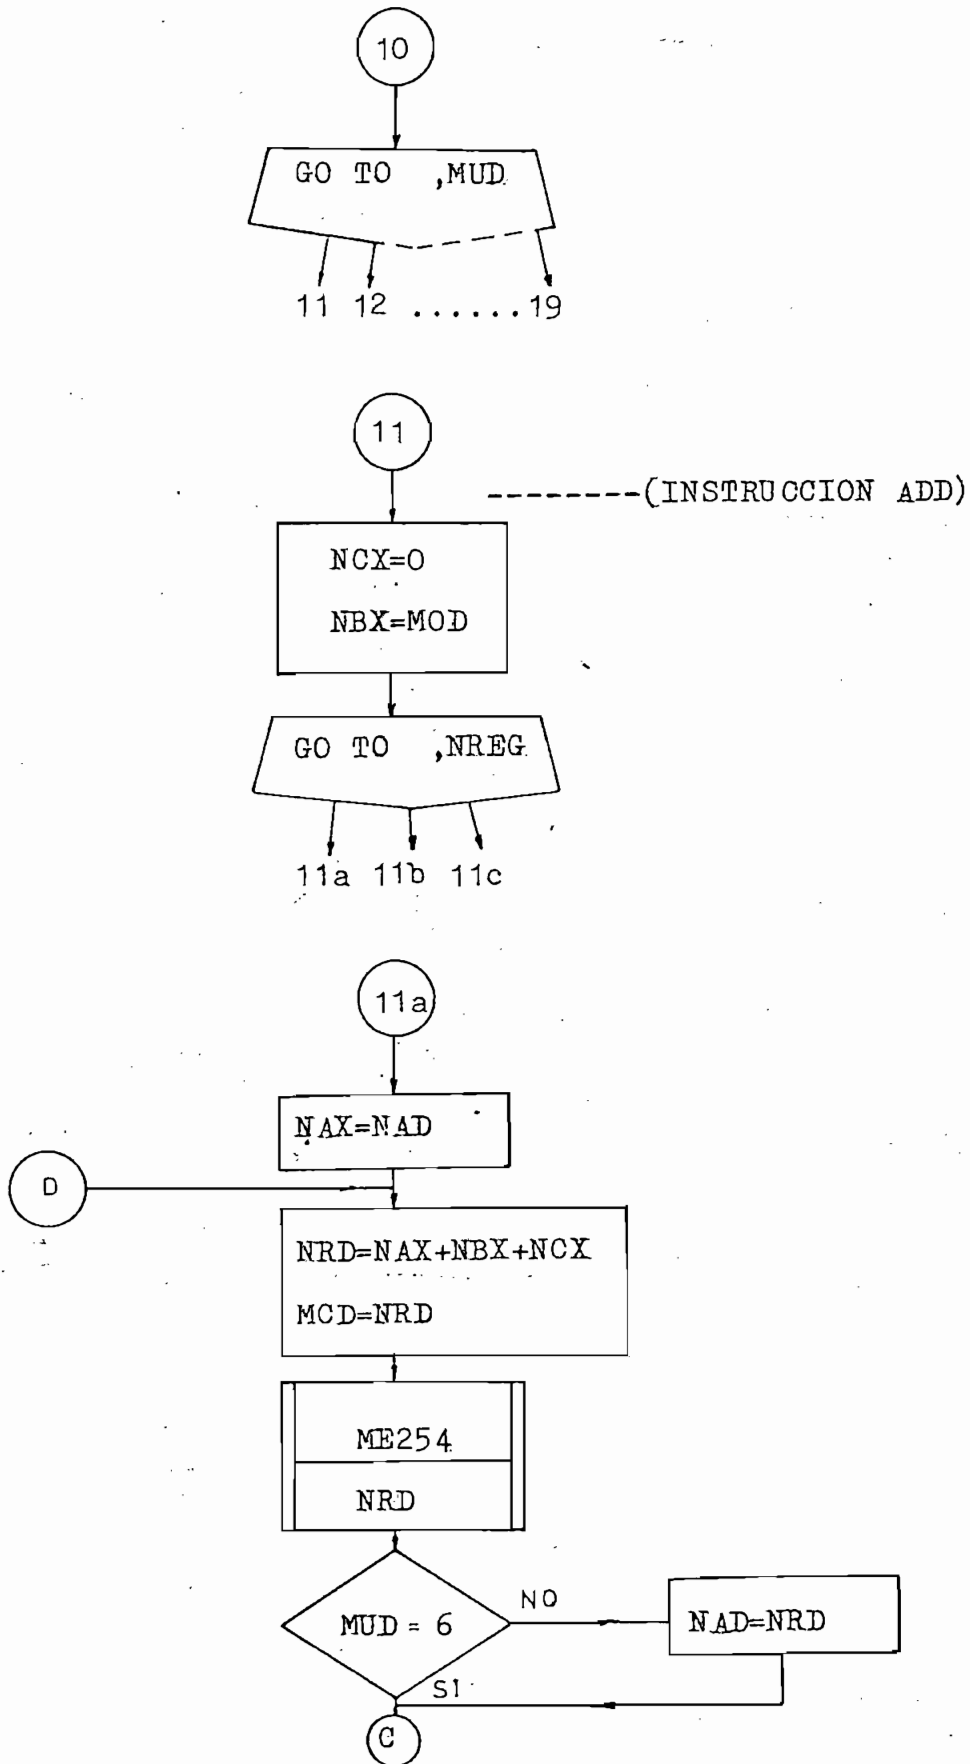 10
GO TO ,MUD
11 12 ......19
11
--------(INSTRUCCION ADD)
NCX=0
NBX=MOD
GO TO ,NREG
11a 11b 11c
11a
NAX=NAD
D
NRD=NAX+NBX+NCX
MCD=NRD
ME254
NRD
MUD = 6
NO
NAD=NRD
SI
C